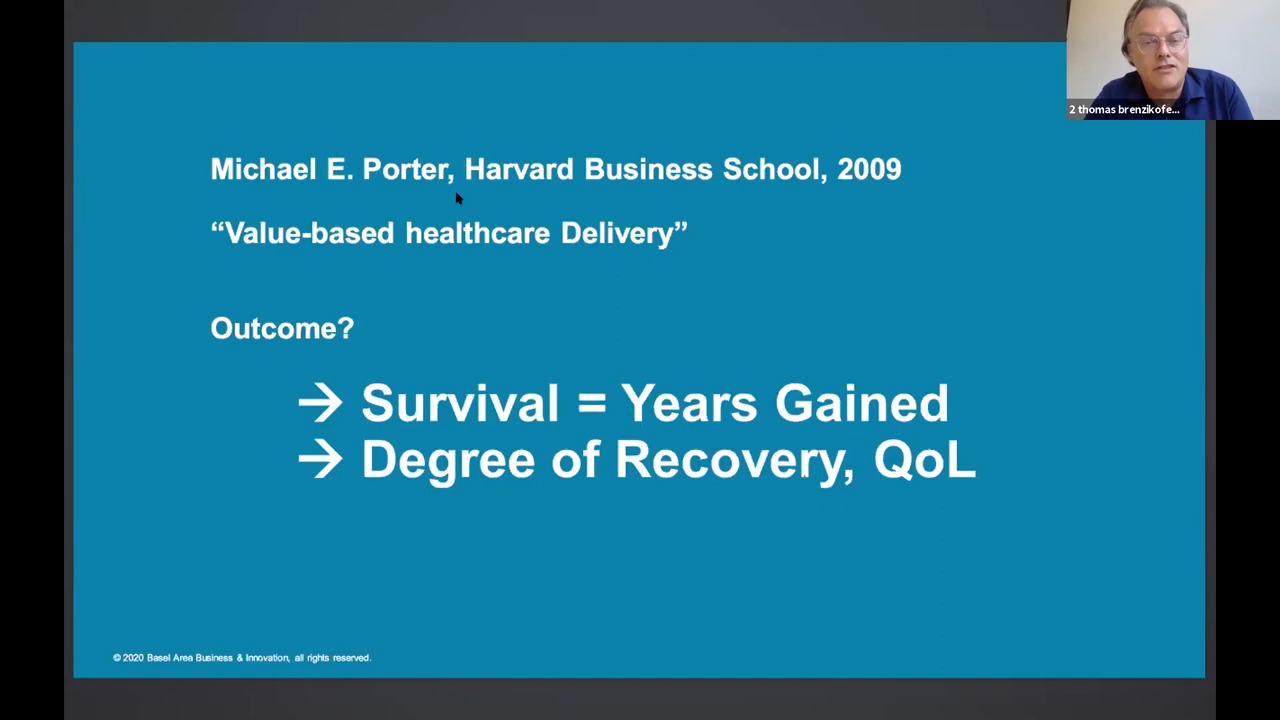 2 thomas brenzikofe...
Michael E. Porter, Harvard Business School, 2009
“Value-based healthcare Delivery”
Outcome?
→ Survival = Years Gained
→ Degree of Recovery, QoL
© 2020 Basel Area Business & Innovation, all rights reserved.